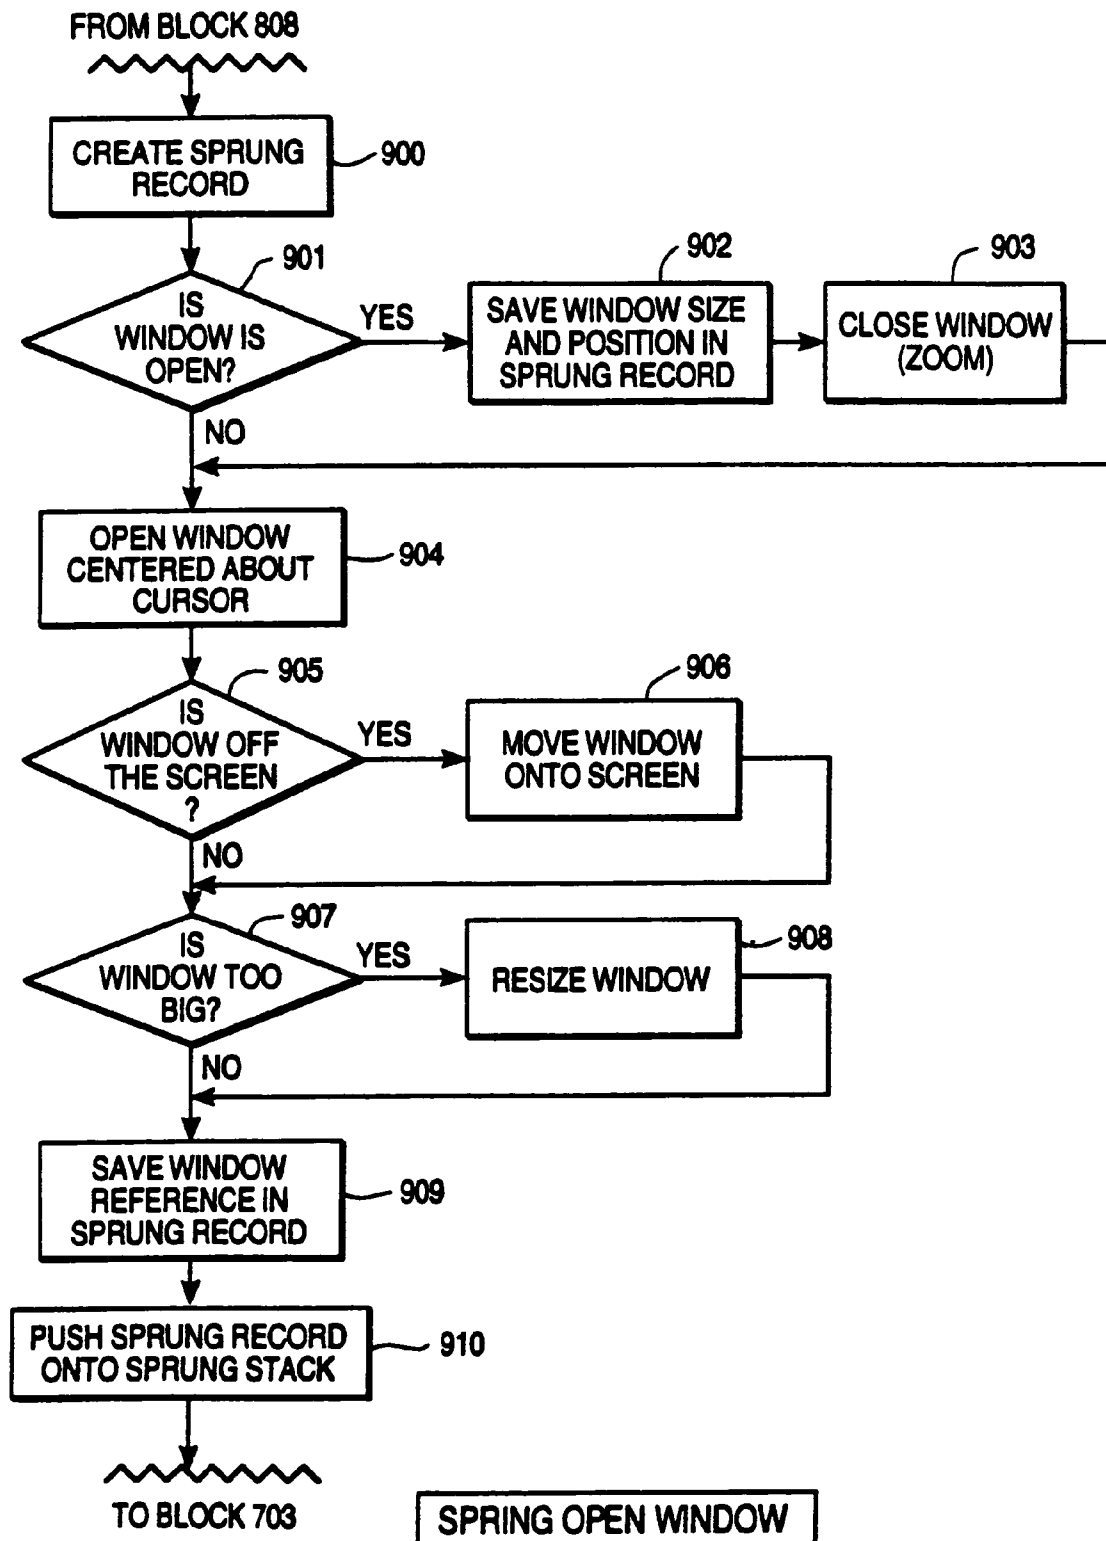 FROM BLOCK 808
CREATE SPRUNG
RECORD
900
901
IS
WINDOW IS
OPEN?
YES
902
SAVE WINDOW SIZE
AND POSITION IN
SPRUNG RECORD
903
CLOSE WINDOW
(ZOOM)
NO
OPEN WINDOW
CENTERED ABOUT
CURSOR
904
905
IS
WINDOW OFF
THE SCREEN
?
YES
906
MOVE WINDOW
ONTO SCREEN
NO
907
IS
WINDOW TOO
BIG?
YES
RESIZE WINDOW
908
NO
SAVE WINDOW
REFERENCE IN
SPRUNG RECORD
909
PUSH SPRUNG RECORD
ONTO SPRUNG STACK
910
TO BLOCK 703
SPRING OPEN WINDOW